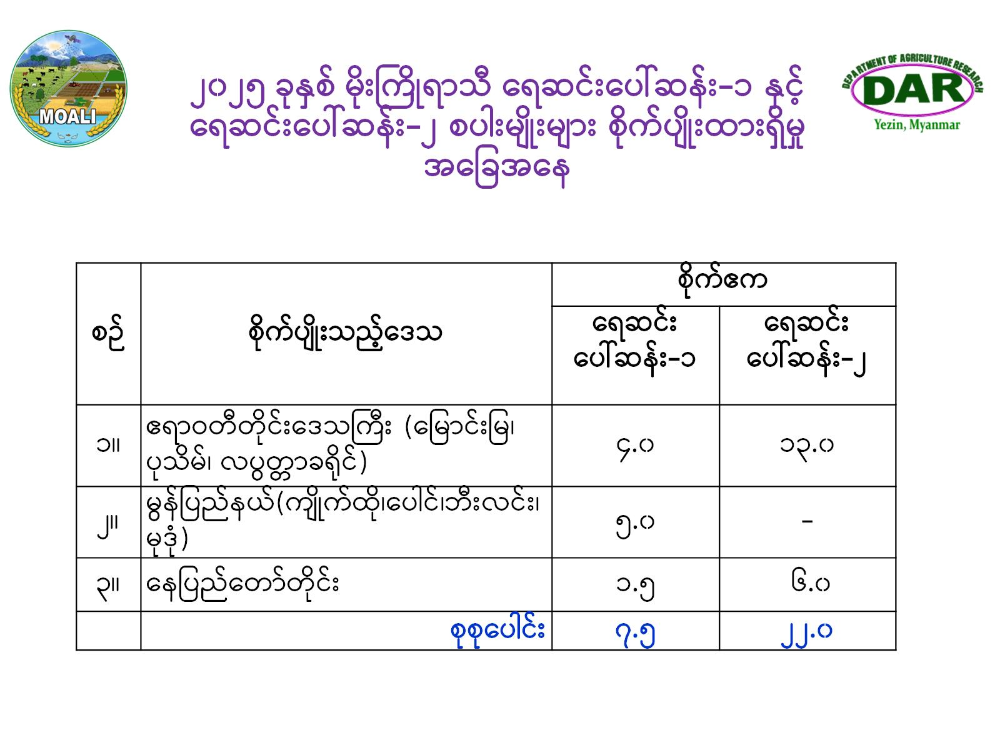 MOALI
DEPARTMENT OF AGRICULTURE RESEARCH
DAR
Yezin, Myanmar
၂၀၂၅ ခုနှစ် မိုးကြိုရာသီ ရေဆင်းပေါ်ဆန်း-၁ နှင့်
ရေဆင်းပေါ်ဆန်း-၂ စပါးမျိုးများ စိုက်ပျိုးထားရှိမှု
အခြေအနေ
စဉ်
စိုက်ပျိုးသည့်ဒေသ
စိုက်ဧက
ရေဆင်း
ပေါ်ဆန်း-၁
ရေဆင်း
ပေါ်ဆန်း-၂
၁။
ဧရာဝတီတိုင်းဒေသကြီး (မြောင်းမြ၊
ပုသိမ်၊ လပွတ္တာခရိုင်)
၄.၀
၁၃.၀
၂။
မွန်ပြည်နယ်(ကျိုက်ထို၊ပေါင်၊ဘီးလင်း၊
မုဒုံ)
၅.၀
-
၃။
နေပြည်တော်တိုင်း
၁.၅
၆.၀
စုစုပေါင်း
၇.၅
၂၂.၀